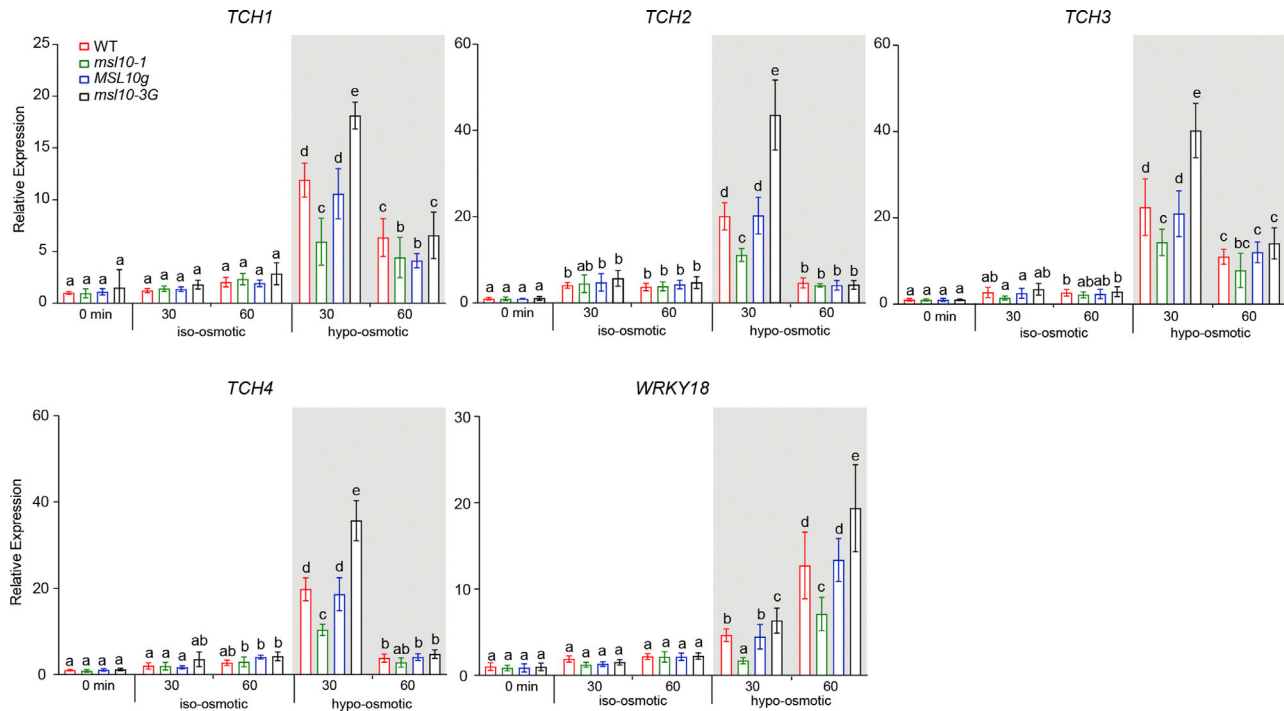 TCH1
TCH2
TCH3
Relative Expression
25
20
15
10
5
0
WT
msl10-1
MSL10g
msl10-3G
a a a a
a a a a
a a a a
d c d e
c b b c
0 min
30
60
30
60
iso-osmotic
hypo-osmotic
60
40
20
0
a a a a
b ab b b
b b b b
d c d e
b b b b
0 min
30
60
30
60
iso-osmotic
hypo-osmotic
60
40
20
0
a a a a
ab a a ab
b ab ab b
d c d e
c bc c c
0 min
30
60
30
60
iso-osmotic
hypo-osmotic
TCH4
WRKY18
Relative Expression
60
40
20
0
a a a a
a a a ab
ab b b b
d c d e
b ab b b
0 min
30
60
30
60
iso-osmotic
hypo-osmotic
30
20
10
0
a a a a
a a a a
a a a a
b a b c
d c d e
0 min
30
60
30
60
iso-osmotic
hypo-osmotic